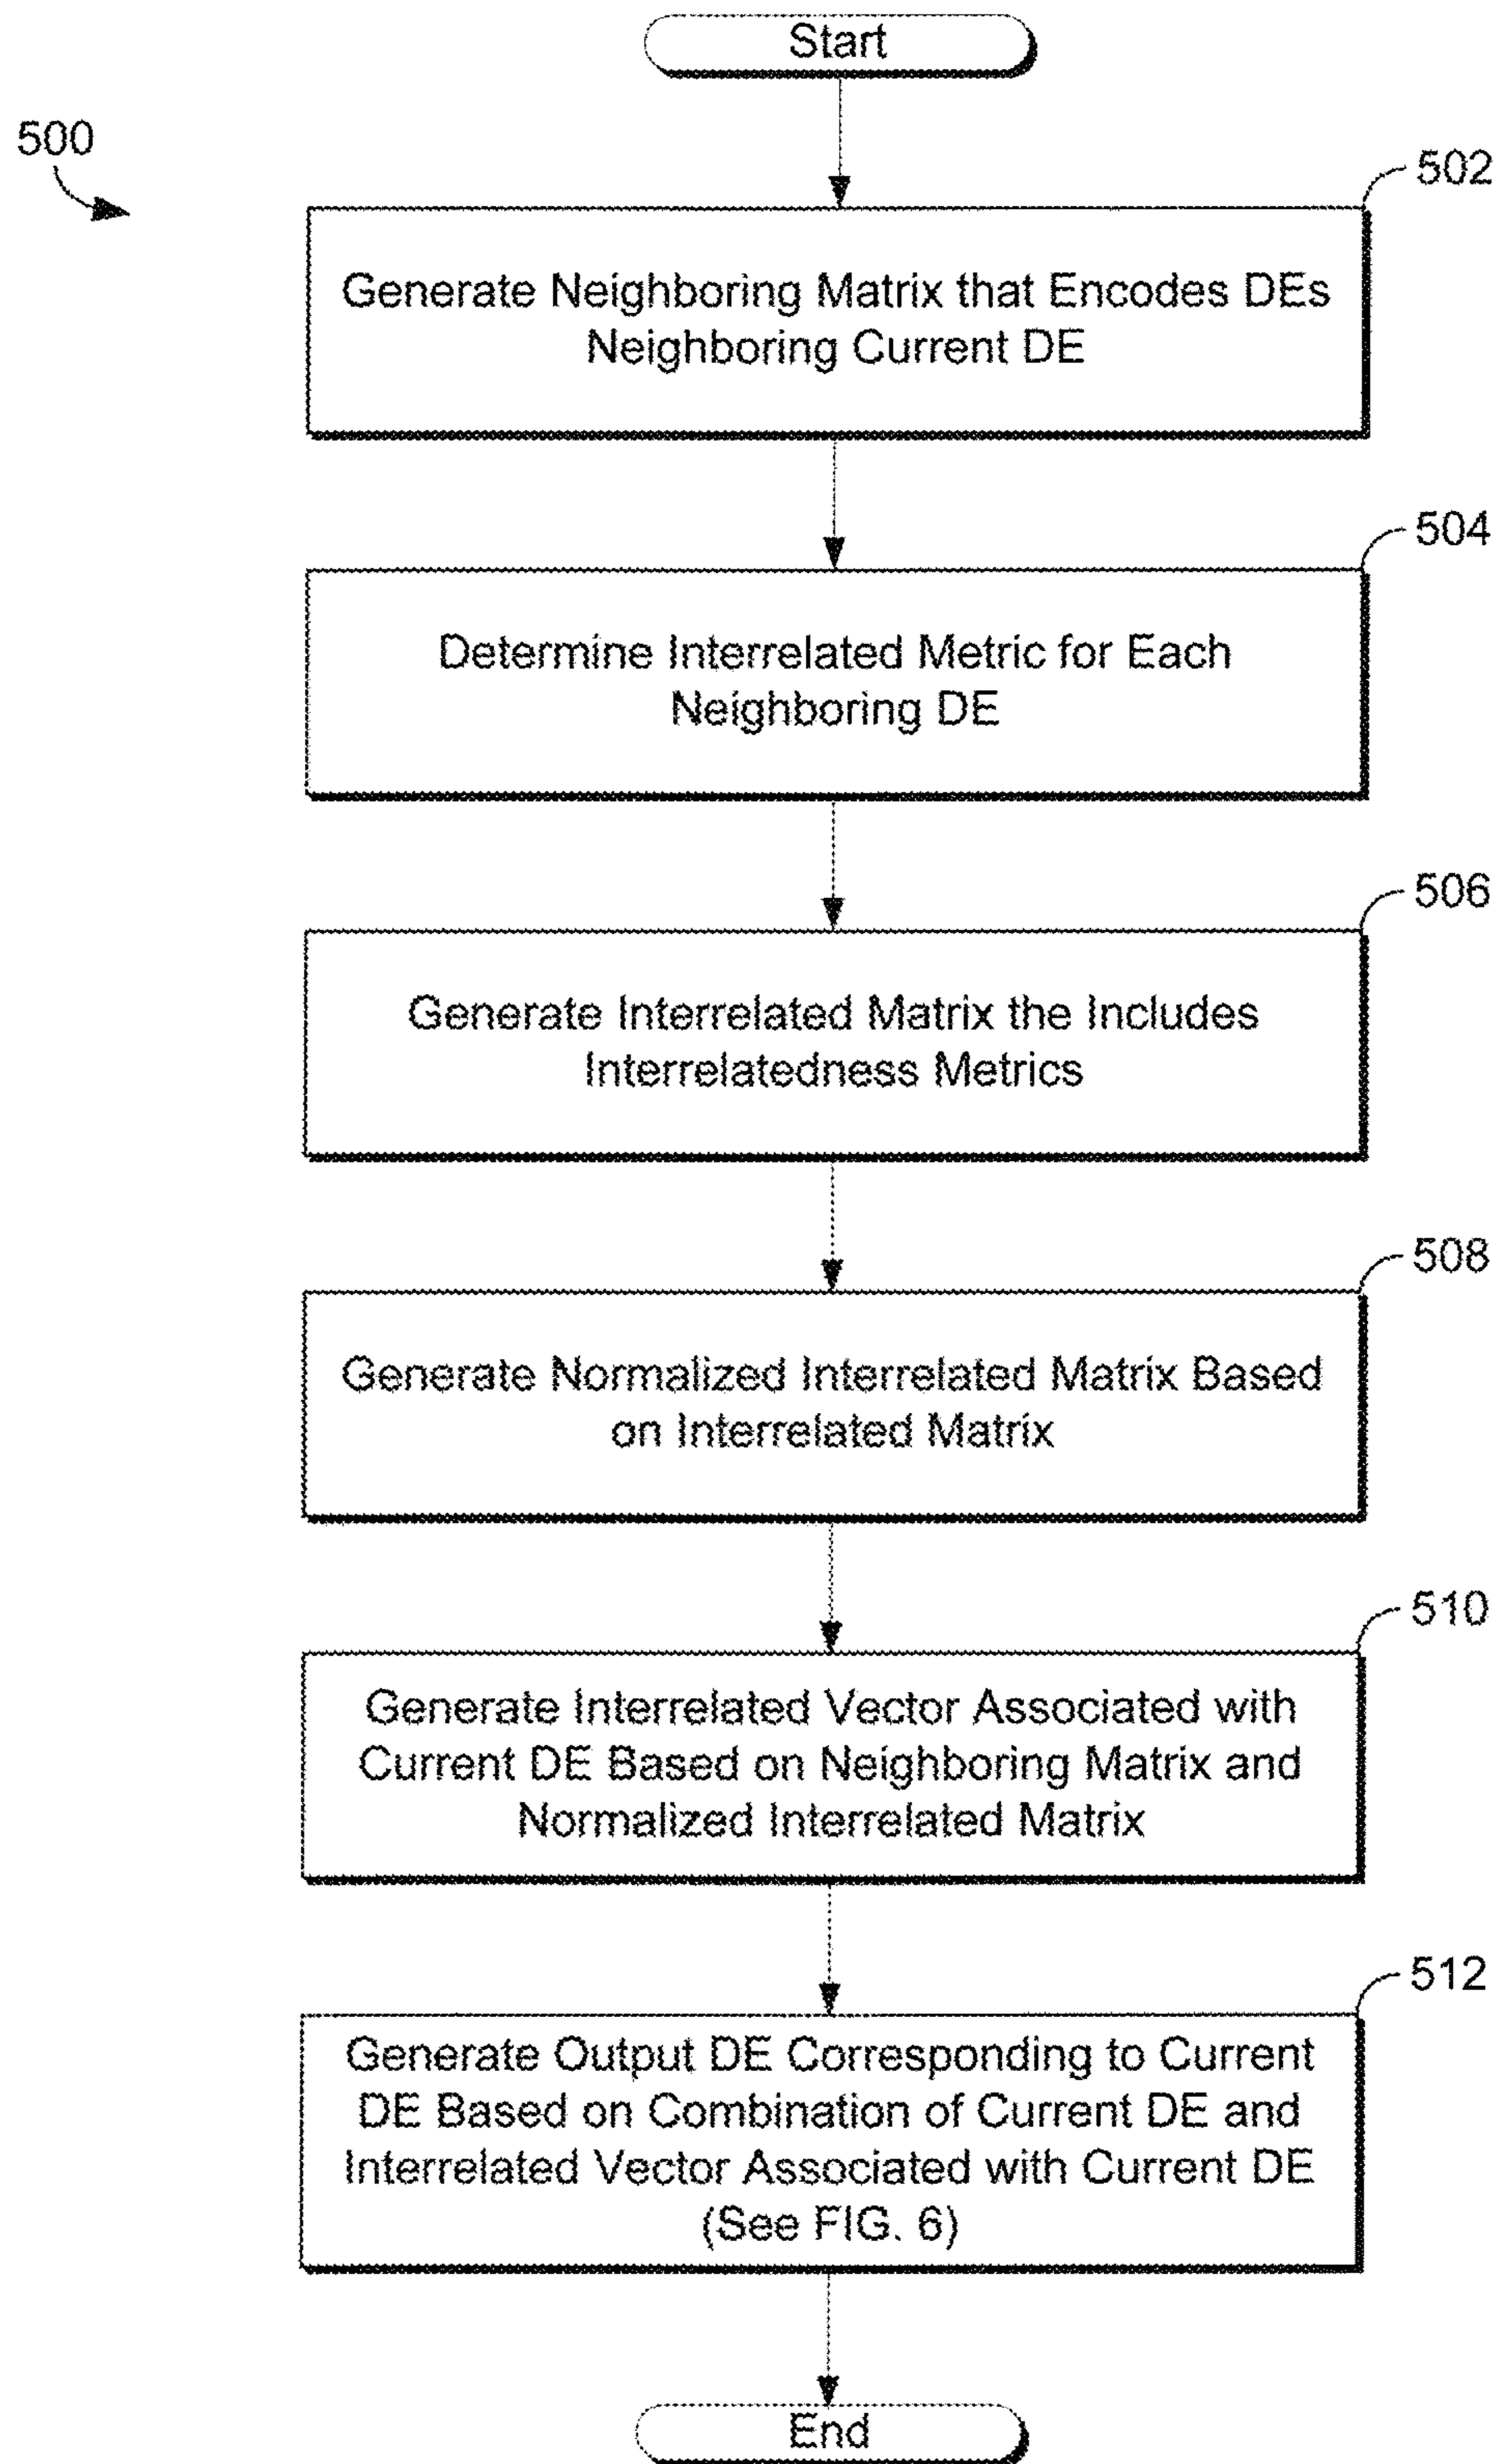 Start
500
502
Generate Neighboring Matrix that Encodes DEs
Neighboring Current DE
504
Determine Interrelated Metric for Each
Neighboring DE
506
Generate Interrelated Matrix the Includes
Interrelatedness Metrics
508
Generate Normalized Interrelated Matrix Based
on Interrelated Matrix
510
Generate Interrelated Vector Associated with
Current DE Based on Neighboring Matrix and
Normalized Interrelated Matrix
512
Generate Output DE Corresponding to Current
DE Based on Combination of Current DE and
Interrelated Vector Associated with Current DE
(See FIG. 6)
End